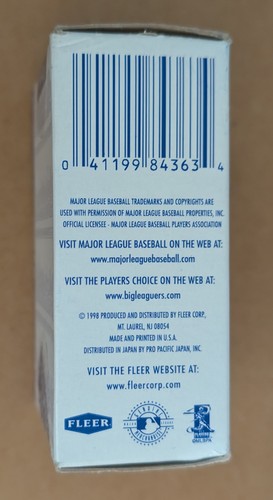 0 41199 84363 4
MAJOR LEAGUE BASEBALL TRADEMARKS AND COPYRIGHTS ARE
USED WITH PERMISSION OF MAJOR LEAGUE BASEBALL PROPERTIES, INC.
OFFICIAL LICENSEE - MAJOR LEAGUE BASEBALL PLAYERS ASSOCIATION
VISIT MAJOR LEAGUE BASEBALL ON THE WEB AT:
www.majorleaguebaseball.com
VISIT THE PLAYERS CHOICE ON THE WEB AT:
www.bigleaguers.com
© 1998 PRODUCED AND DISTRIBUTED BY FLEER CORP,
MT. LAUREL, NJ 08054
MADE AND PRINTED IN U.S.A.
DISTRIBUTED IN JAPAN BY PRO PACIFIC JAPAN, INC.
VISIT THE FLEER WEBSITE AT:
www.fleercorp.com
FLEER
GENUINE
MERCHANDISE